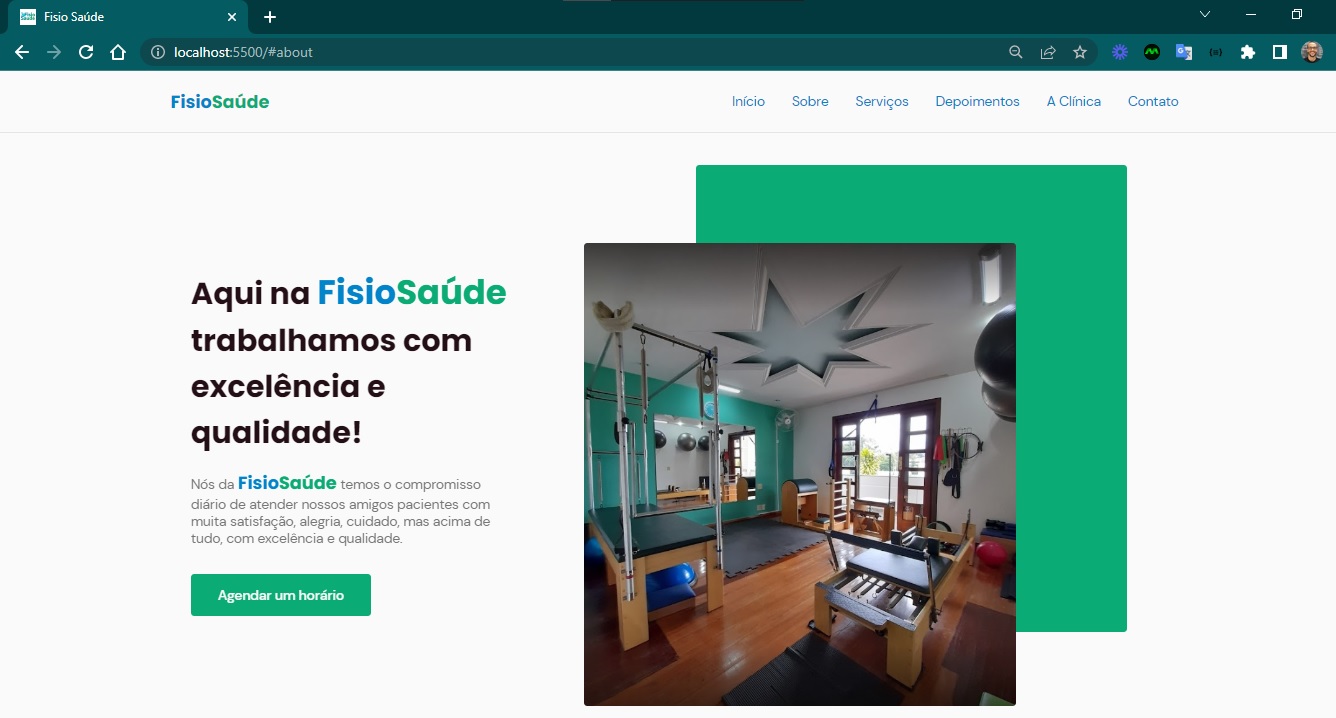 Fisio Saúde
localhost:5500/#about
FisioSaúde
Início Sobre Serviços Depoimentos A Clínica Contato
Aqui na FisioSaúde
trabalhamos com
excelência e
qualidade!
Nós da FisioSaúde temos o compromisso
diário de atender nossos amigos pacientes com
muita satisfação, alegria, cuidado, mas acima de
tudo, com excelência e qualidade.
Agendar um horário